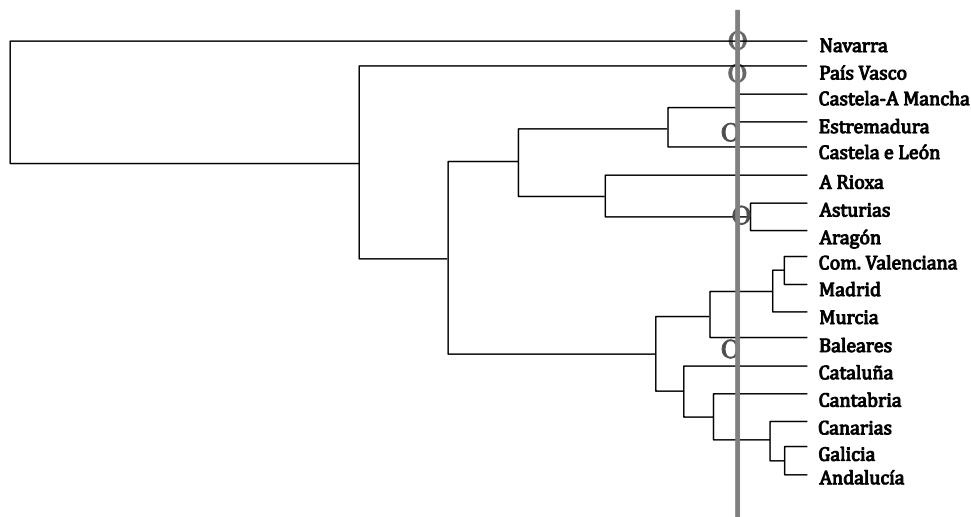 Navarra
País Vasco
Castela-A Mancha
Estremadura
Castela e León
A Rioxa
Asturias
Aragón
Com. Valenciana
Madrid
Murcia
Baleares
Cataluña
Cantabria
Canarias
Galicia
Andalucía